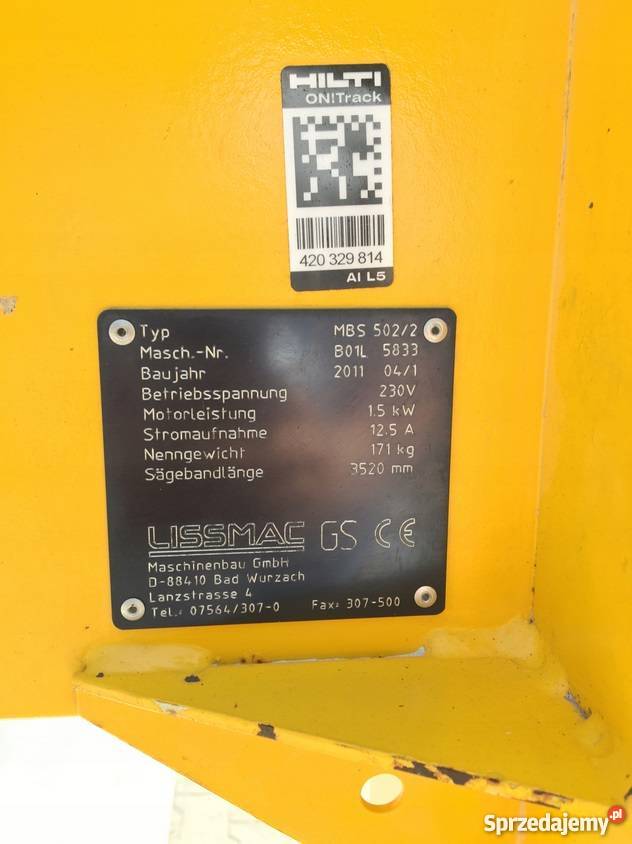 HILTI
ON!Track
420 329 814
AI L5
Typ MBS 502/2
Masch.-Nr. B01L 5833
Baujahr 2011 04/1
Betriebsspannung 230V
Motorleistung 1.5 kW
Stromaufnahme 12.5 A
Nenngewicht 171 kg
Sägebandlänge 3520 mm
LISSMAC GS CE
Maschinenbau GmbH
D-88410 Bad Wurzach
Lanzstrasse 4
Tel.: 07564/307-0 Fax: 307-500
Sprzedajemy.pl